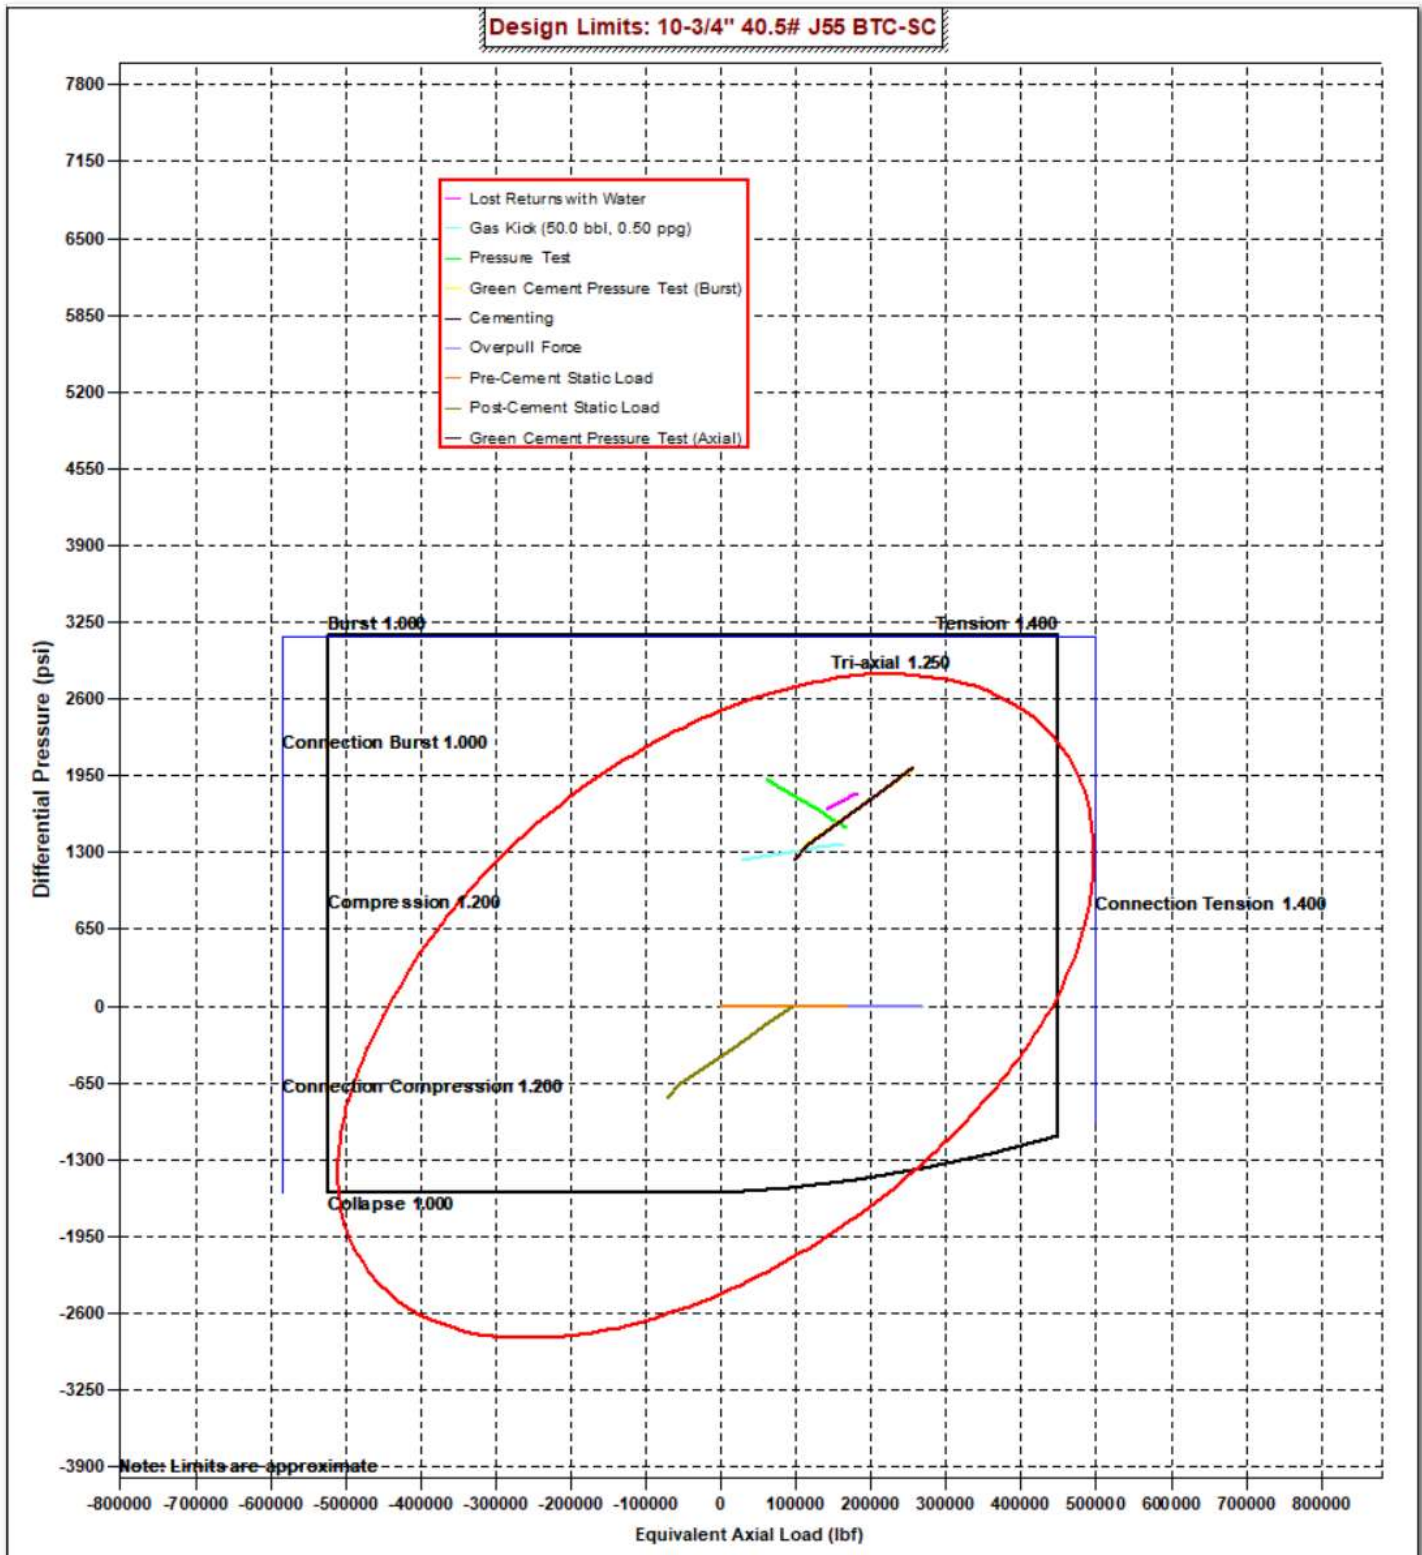 Design Limits: 10-3/4" 40.5# J55 BTC-SC
7800
7150
6500
5850
5200
4550
3900
3250
2600
1950
1300
650
0
-650
-1300
-1950
-2600
-3250
-3900
Differential Pressure (psi)
Lost Returns with Water
Gas Kick (50.0 bbl, 0.50 ppg)
Pressure Test
Green Cement Pressure Test (Burst)
Cementing
Overpull Force
Pre-Cement Static Load
Post-Cement Static Load
Green Cement Pressure Test (Axial)
Burst 1.000
Tension 1.400
Tri-axial 1.250
Connection Burst 1.000
Compression 1.200
Connection Tension 1.400
Connection Compression 1.200
Collapse 1.000
Note: Limits are approximate
-800000 -700000 -600000 -500000 -400000 -300000 -200000 -100000 0 100000 200000 300000 400000 500000 600000 700000 800000
Equivalent Axial Load (lbf)